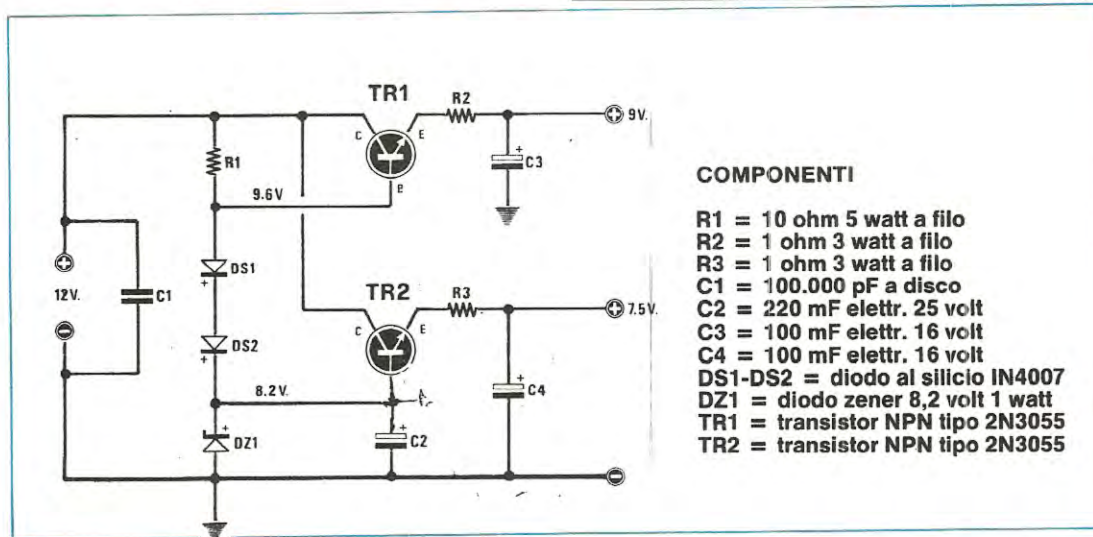 TR1
R2
C
E
B
9V.
R1
C3
+
9.6V
DS1
+
12V.
C1
TR2
R3
C
E
7.5V.
DS2
+
8.2V.
+
C4
+
+
DZ1
C2
COMPONENTI
R1 = 10 ohm 5 watt a filo
R2 = 1 ohm 3 watt a filo
R3 = 1 ohm 3 watt a filo
C1 = 100.000 pF a disco
C2 = 220 mF elettr. 25 volt
C3 = 100 mF elettr. 16 volt
C4 = 100 mF elettr. 16 volt
DS1-DS2 = diodo al silicio IN4007
DZ1 = diodo zener 8,2 volt 1 watt
TR1 = transistor NPN tipo 2N3055
TR2 = transistor NPN tipo 2N3055